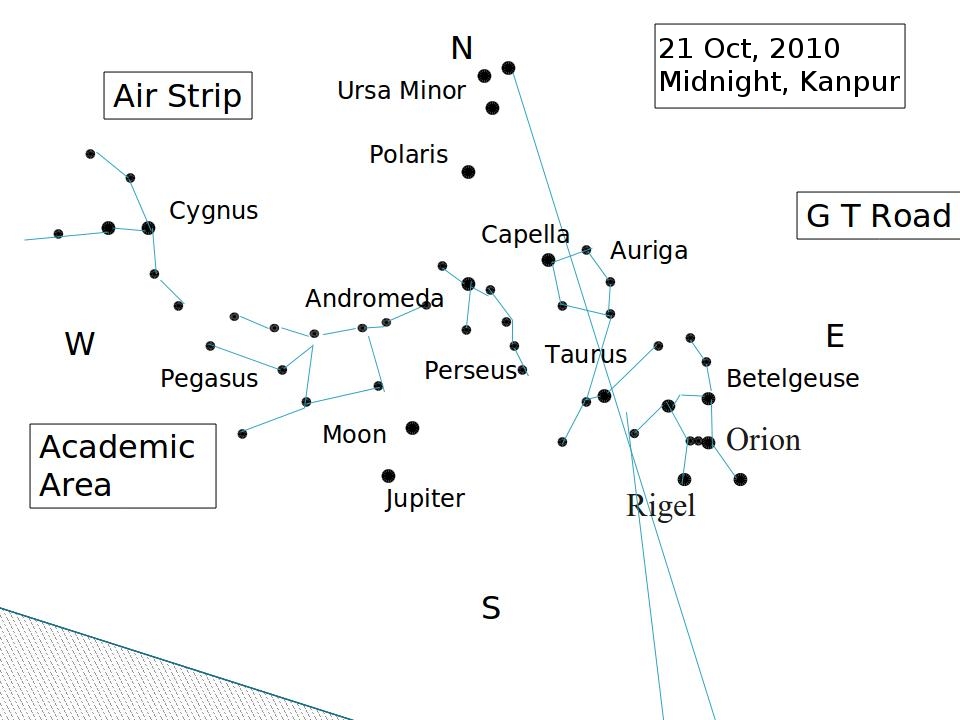 N
21 Oct, 2010
Midnight, Kanpur
Air Strip
Ursa Minor
Polaris
Cygnus
G T Road
Capella
Auriga
Andromeda
W
E
Taurus
Perseus
Pegasus
Betelgeuse
Academic
Area
Moon
Orion
Jupiter
Rigel
S